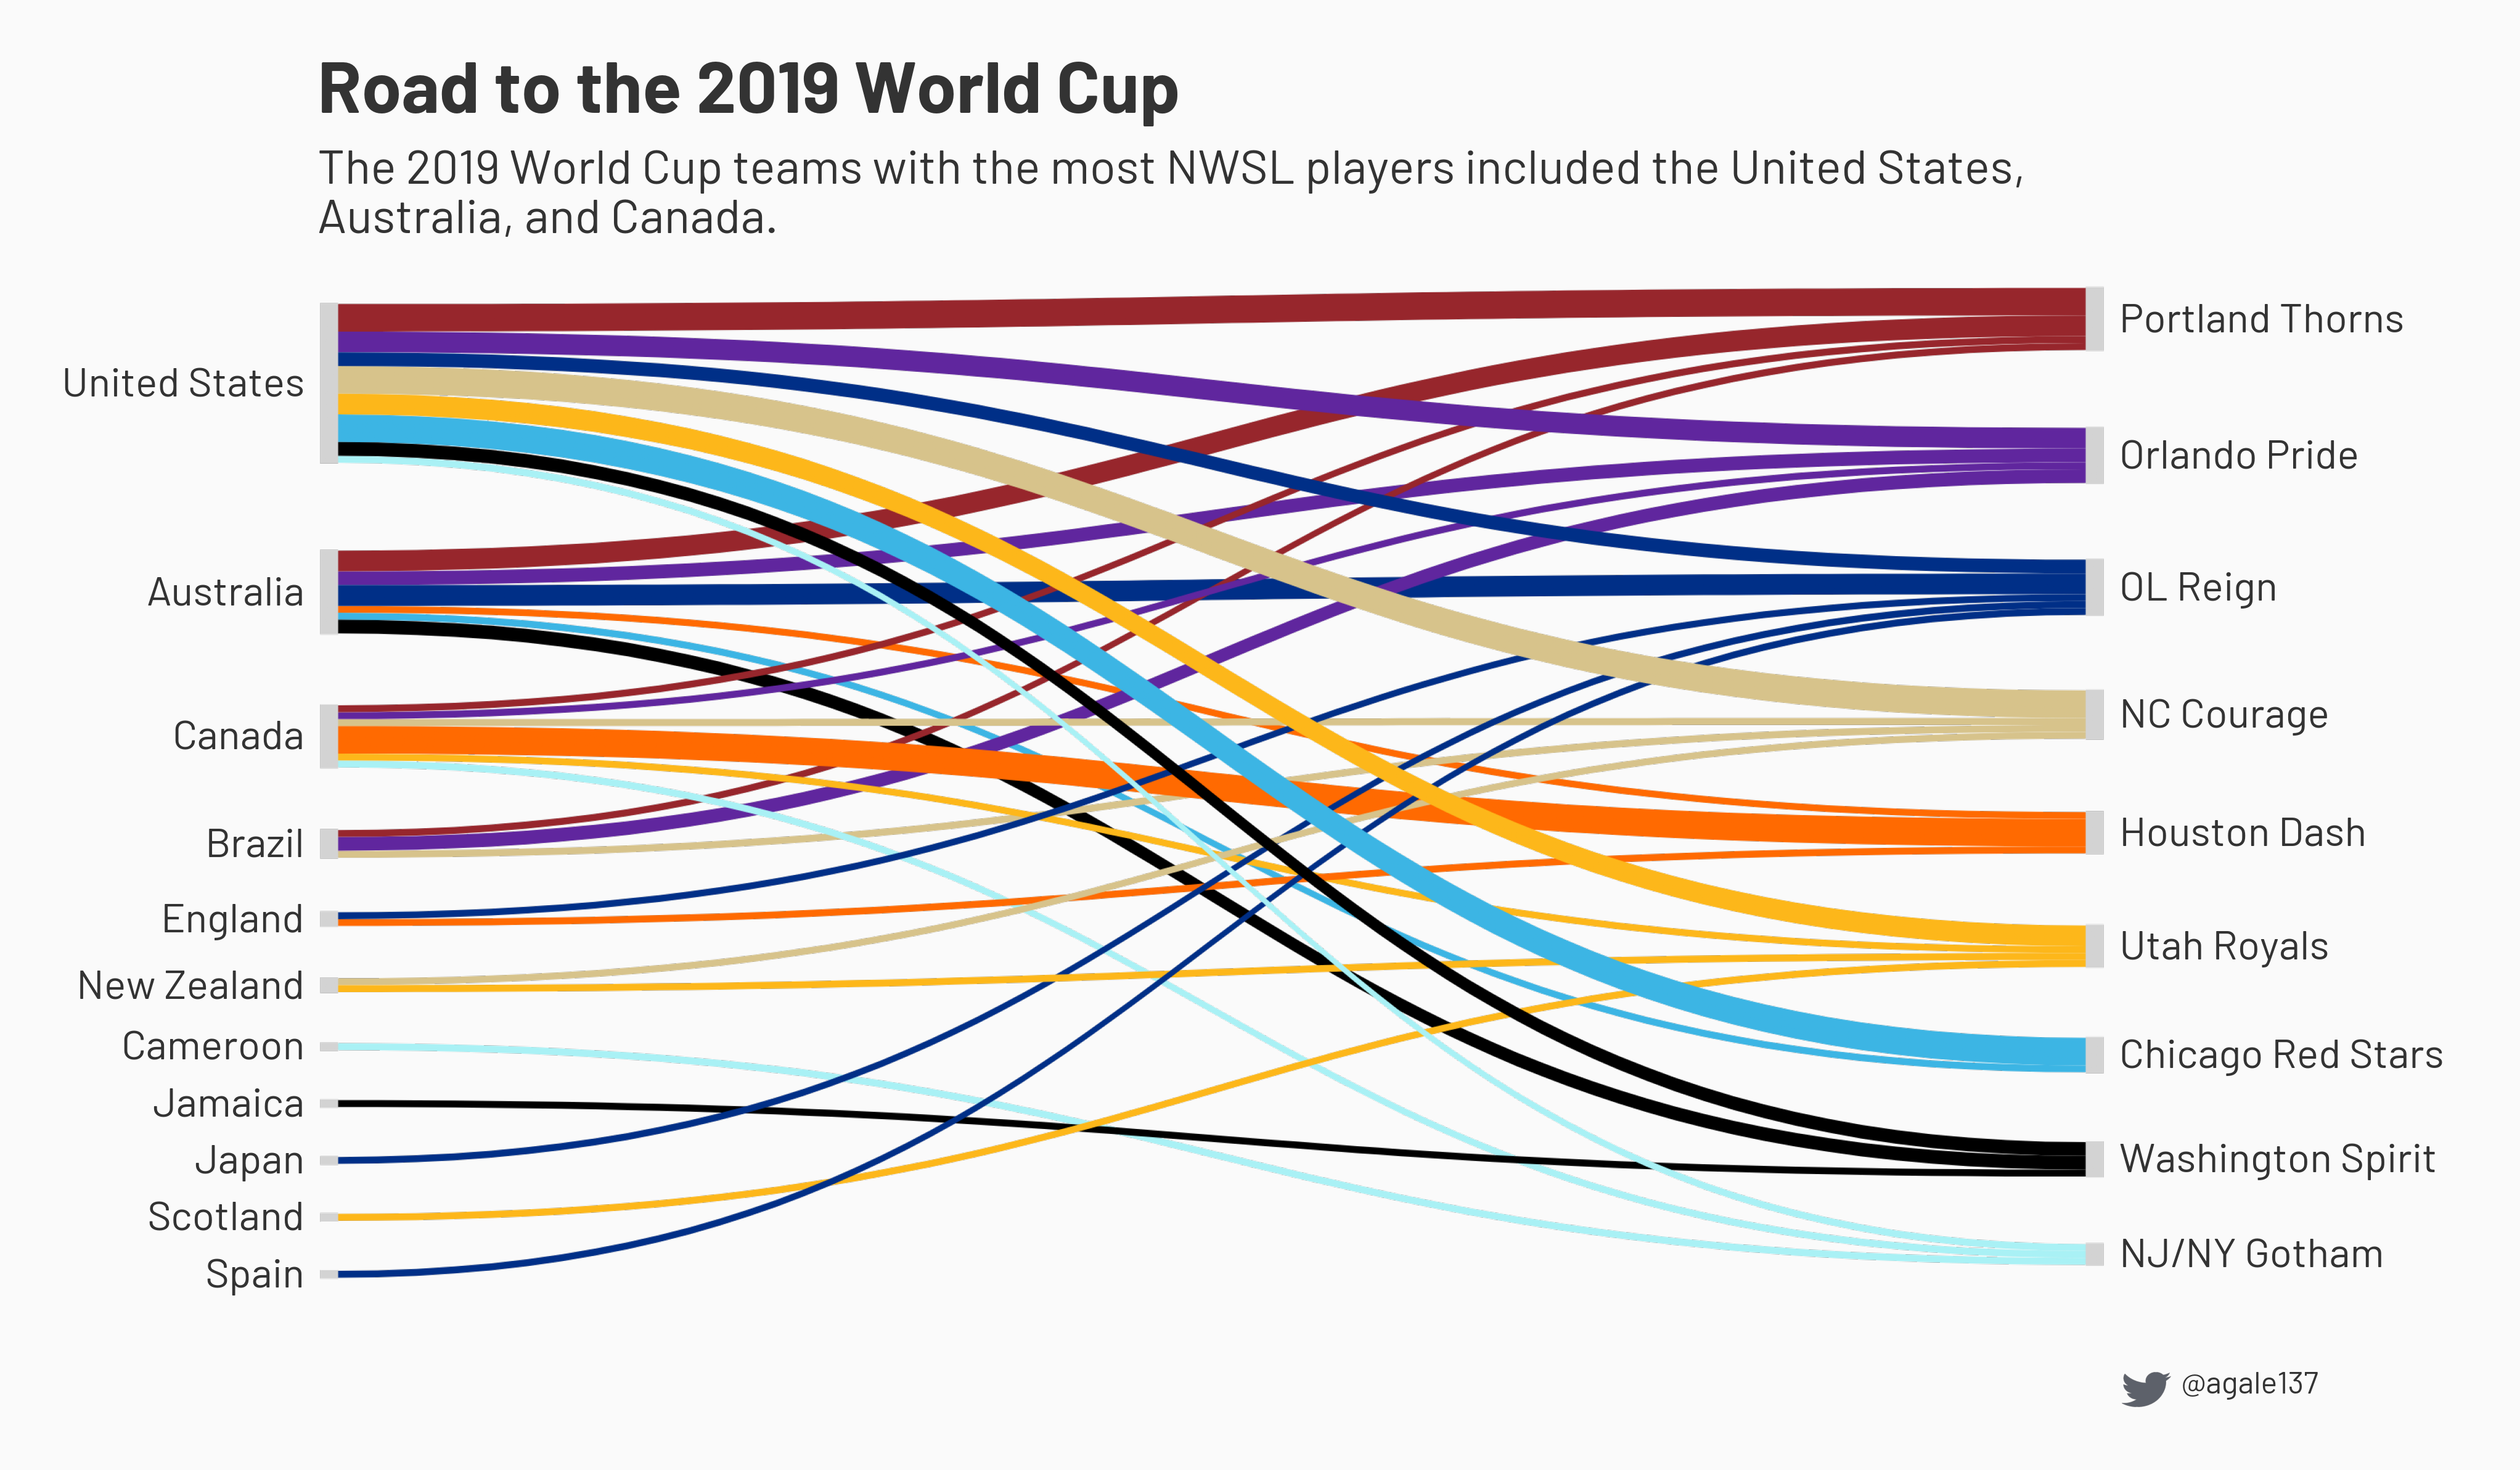 Road to the 2019 World Cup
The 2019 World Cup teams with the most NWSL players included the United States,
Australia, and Canada.
United States
Australia
Canada
Brazil
England
New Zealand
Cameroon
Jamaica
Japan
Scotland
Spain
Portland Thorns
Orlando Pride
OL Reign
NC Courage
Houston Dash
Utah Royals
Chicago Red Stars
Washington Spirit
NJ/NY Gotham
@agale137